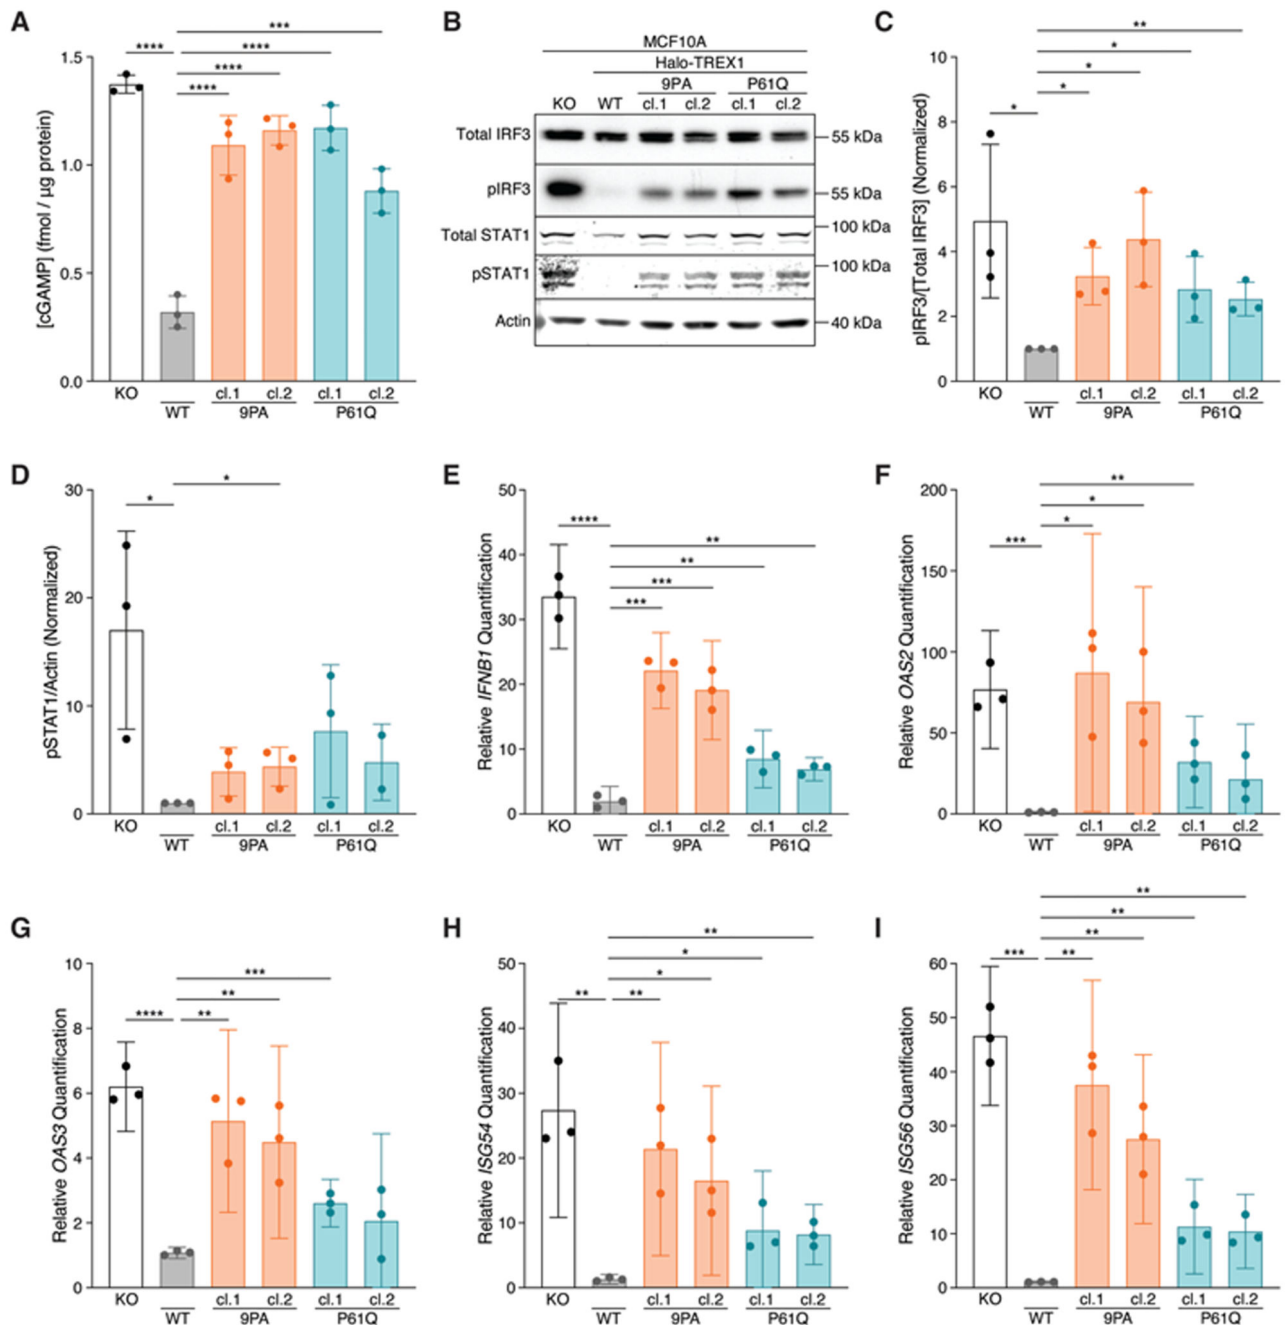 A
[cGAMP] (fmol / µg protein)
1.5
1.0
0.5
0.0
****
****
****
****
***
KO
WT
cl.1 cl.2
9PA
cl.1 cl.2
P61Q
B
MCF10A
Halo-TREX1
9PA P61Q
KO WT cl.1 cl.2 cl.1 cl.2
Total IRF3 55 kDa
pIRF3 55 kDa
Total STAT1 100 kDa
pSTAT1 100 kDa
Actin 40 kDa
C
pIRF3/[Total IRF3] (Normalized)
10
8
6
4
2
0
*
*
*
*
**
KO
WT
cl.1 cl.2
9PA
cl.1 cl.2
P61Q
D
pSTAT1/Actin (Normalized)
30
20
10
0
*
*
KO
WT
cl.1 cl.2
9PA
cl.1 cl.2
P61Q
E
Relative IFNB1 Quantification
50
40
30
20
10
0
****
***
***
**
**
KO
WT
cl.1 cl.2
9PA
cl.1 cl.2
P61Q
F
Relative OAS2 Quantification
200
150
100
50
0
***
*
*
**
KO
WT
cl.1 cl.2
9PA
cl.1 cl.2
P61Q
G
Relative OAS3 Quantification
10
8
6
4
2
0
****
**
**
***
KO
WT
cl.1 cl.2
9PA
cl.1 cl.2
P61Q
H
Relative ISG54 Quantification
50
40
30
20
10
0
**
**
*
*
**
KO
WT
cl.1 cl.2
9PA
cl.1 cl.2
P61Q
I
Relative ISG56 Quantification
60
50
40
30
20
10
0
***
**
**
**
**
KO
WT
cl.1 cl.2
9PA
cl.1 cl.2
P61Q